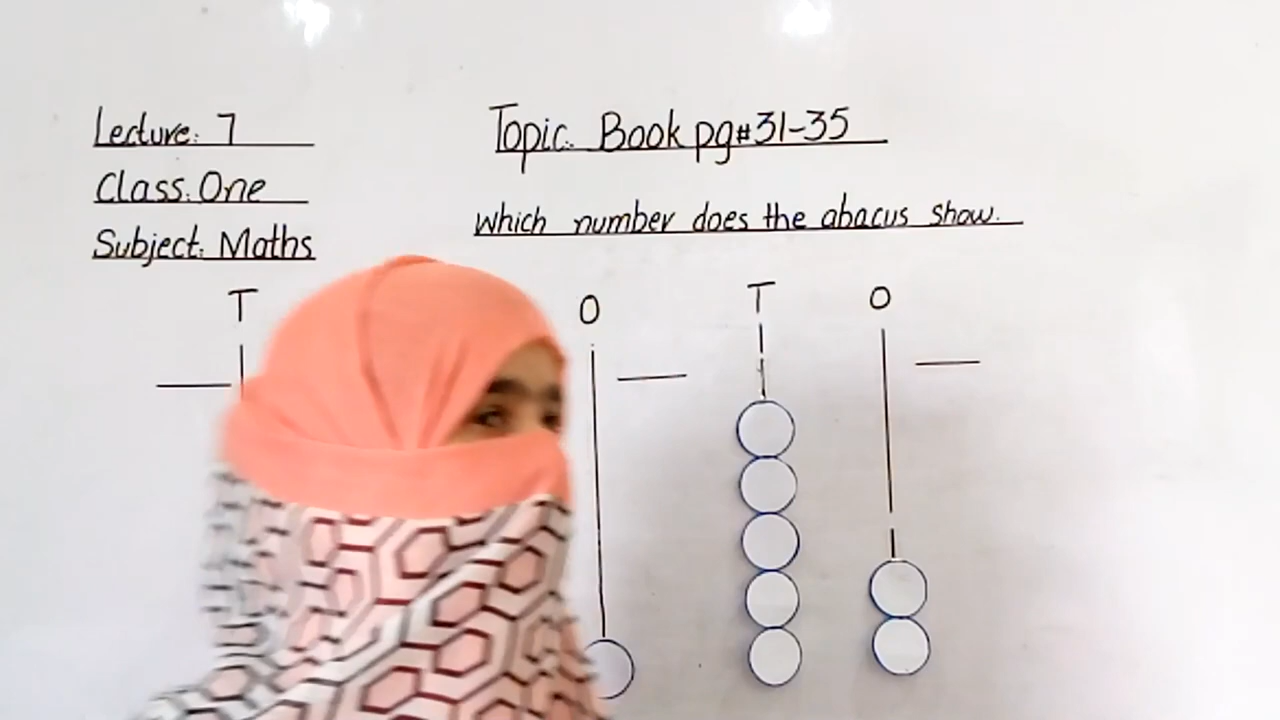 Lecture: 7
Class: One
Subject: Maths
Topic: Book pg#31-35
Which number does the abacus show.
T O T O